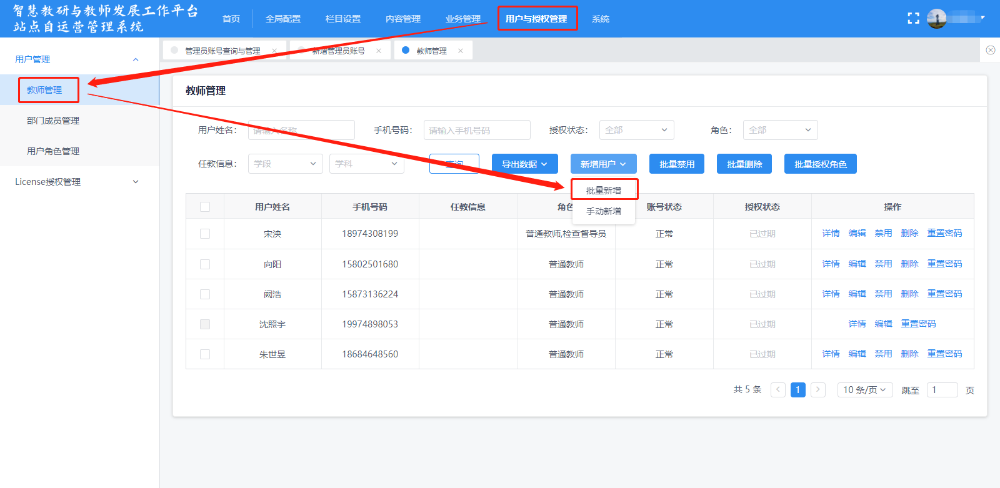 智慧教研与教师发展工作平台
站点自运营管理系统
首页 全局配置 栏目设置 内容管理 业务管理 用户与授权管理 系统
用户管理
教师管理
部门成员管理
用户角色管理
License授权管理
管理员账号查询与管理 新增管理员账号 教师管理
教师管理
用户姓名： 请输入名称 手机号码： 请输入手机号码 授权状态： 全部 角色： 全部
任教信息： 学段 学科 查询 导出数据 新增用户 批量禁用 批量删除 批量授权角色
批量新增
手动新增
用户姓名 手机号码 任教信息 角色 账号状态 授权状态 操作
宋泱 18974308199 普通教师,检查督导员 正常 已过期 详情 编辑 禁用 删除 重置密码
向阳 15802501680 普通教师 正常 已过期 详情 编辑 禁用 删除 重置密码
阙浩 15873136224 普通教师 正常 已过期 详情 编辑 禁用 删除 重置密码
沈照宇 19974898053 普通教师 正常 已过期 详情 编辑 重置密码
朱世昱 18684648560 普通教师 正常 已过期 详情 编辑 禁用 删除 重置密码
共 5 条 1 10 条/页 跳至 1 页